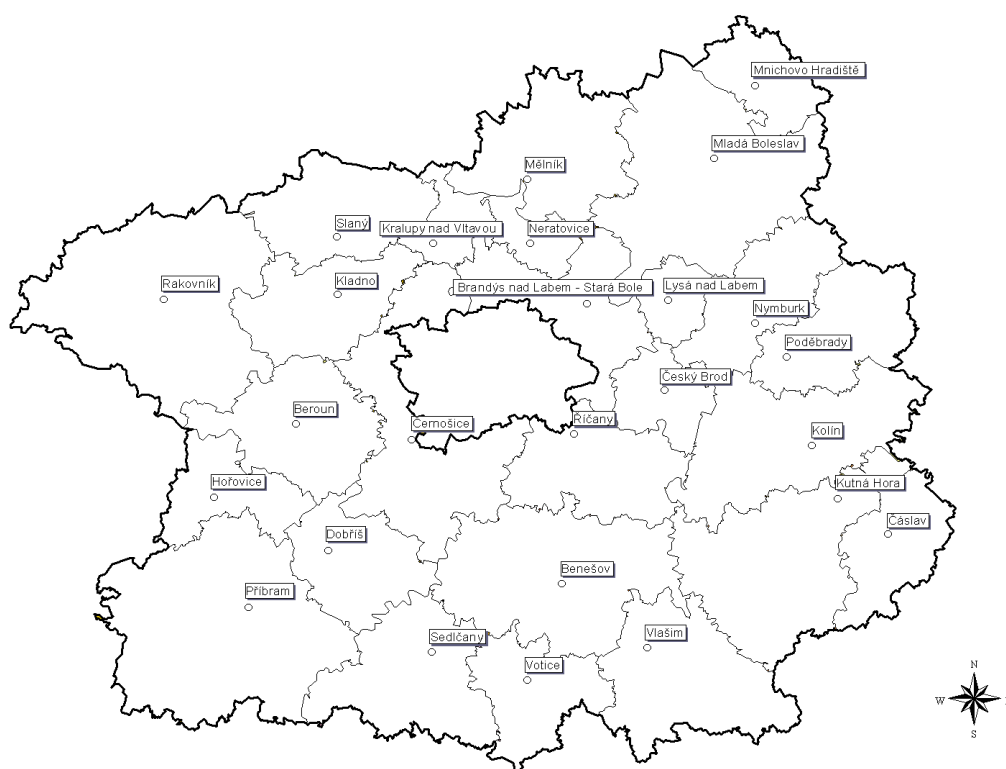 Mnichovo Hradiště
Mladá Boleslav
Mělník
Slaný
Kralupy nad Vltavou
Neratovice
Rakovník
Kladno
Brandýs nad Labem - Stará Bole
Lysá nad Labem
Nymburk
Poděbrady
Český Brod
Beroun
Černošice
Říčany
Kolín
Hořovice
Kutná Hora
Čáslav
Dobříš
Benešov
Příbram
Sedlčany
Vlašim
Votice
N
W
S